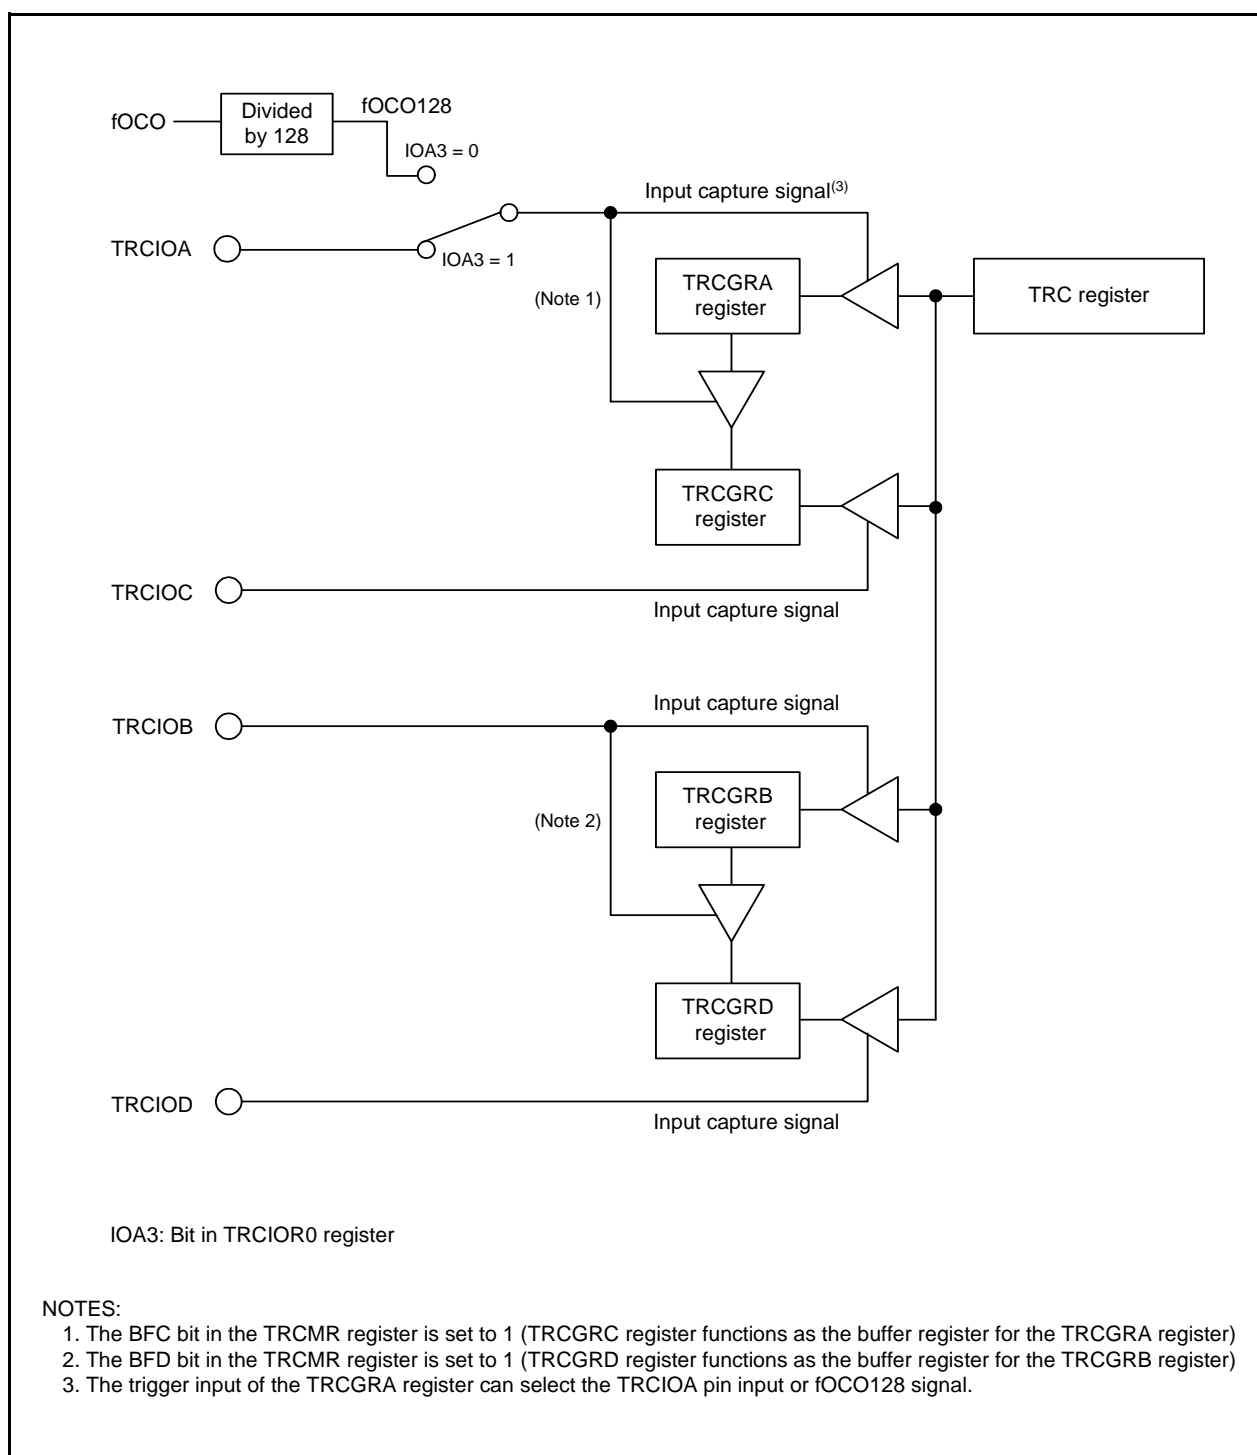 fOCO
Divided
by 128
fOCO128
IOA3 = 0
Input capture signal(3)
TRCIOA
IOA3 = 1
(Note 1)
TRCGRA
register
TRC register
TRCGRC
register
TRCIOC
Input capture signal
Input capture signal
TRCIOB
(Note 2)
TRCGRB
register
TRCGRD
register
TRCIOD
Input capture signal
IOA3: Bit in TRCIOR0 register
NOTES:
1. The BFC bit in the TRCMR register is set to 1 (TRCGRC register functions as the buffer register for the TRCGRA register)
2. The BFD bit in the TRCMR register is set to 1 (TRCGRD register functions as the buffer register for the TRCGRB register)
3. The trigger input of the TRCGRA register can select the TRCIOA pin input or fOCO128 signal.